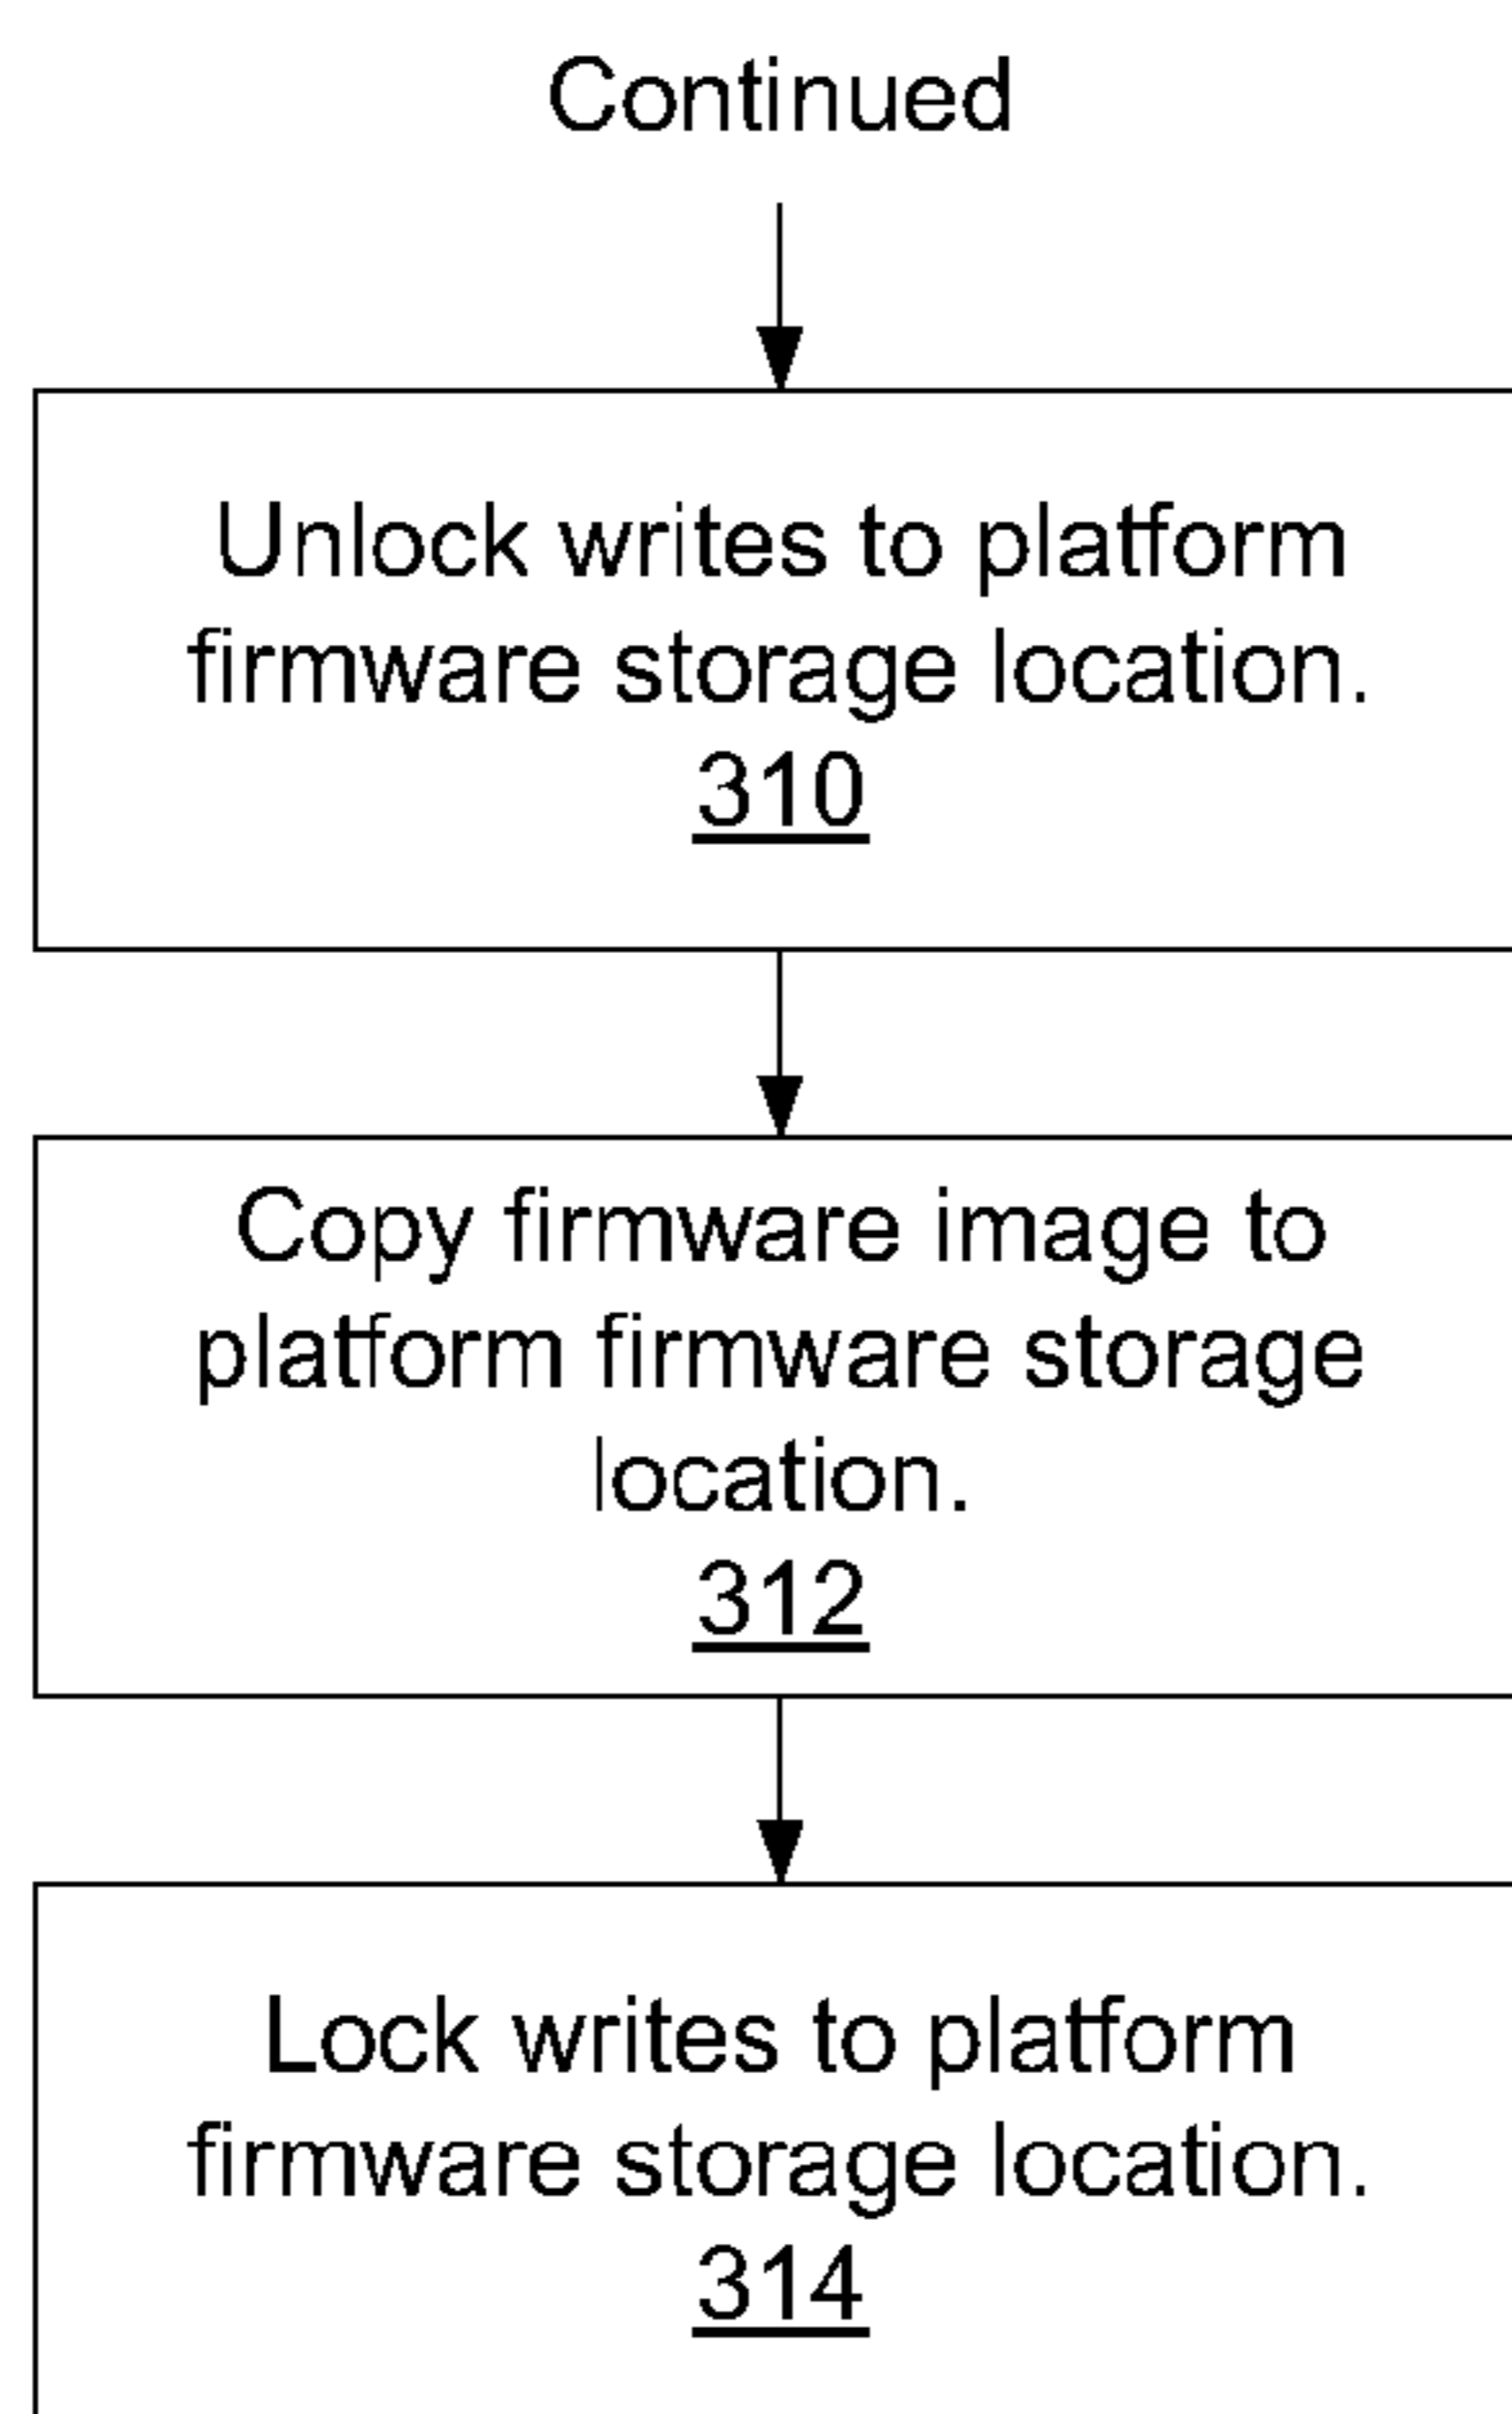 Continued
Unlock writes to platform
firmware storage location.
310
Copy firmware image to
platform firmware storage
location.
312
Lock writes to platform
firmware storage location.
314